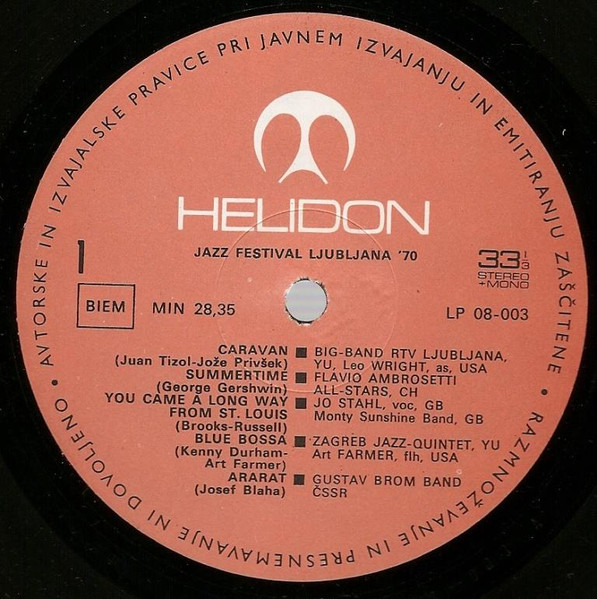 AVTORSKE IN IZVAJALSKE PRAVICE PRI JAVNEM IZVAJANJU IN EMITIRANJU ZAŠČITENE • RAZMNOŽEVANJE IN PRESNEMAVANJE NI DOVOLJENO •
HELIDON
JAZZ FESTIVAL LJUBLJANA '70
1
33 1/3
STEREO
+MONO
BIEM
MIN 28,35
LP 08-003
CARAVAN ■ BIG-BAND RTV LJUBLJANA,
(Juan Tizol-Jože Privšek) YU, Leo WRIGHT, as, USA
SUMMERTIME ■ FLAVIO AMBROSETTI
(George Gershwin) ALL-STARS, CH
YOU CAME A LONG WAY ■ JO STAHL, voc, GB
FROM ST. LOUIS Monty Sunshine Band, GB
(Brooks-Russell)
BLUE BOSSA ■ ZAGREB JAZZ-QUINTET, YU
(Kenny Durham- Art FARMER, flh, USA
Art Farmer)
ARARAT ■ GUSTAV BROM BAND
(Josef Blaha) ČSSR